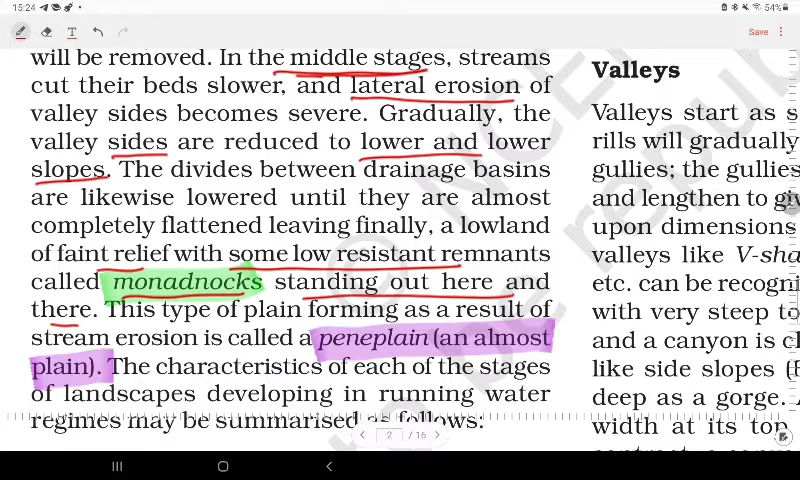 15:24
54%
T
Save
will be removed. In the middle stages, streams
cut their beds slower, and lateral erosion of
valley sides becomes severe. Gradually, the
valley sides are reduced to lower and lower
slopes. The divides between drainage basins
are likewise lowered until they are almost
completely flattened leaving finally, a lowland
of faint relief with some low resistant remnants
called monadnocks standing out here and
there. This type of plain forming as a result of
stream erosion is called a peneplain (an almost
plain). The characteristics of each of the stages
of landscapes developing in running water
regimes may be summarised as follows:
Valleys
Valleys start as s
rills will gradually
gullies; the gullies
and lengthen to giv
upon dimensions
valleys like V-sha
etc. can be recogni
with very steep to
and a canyon is c
like side slopes (
deep as a gorge.
width at its top
2 / 16
© NCE
be republ